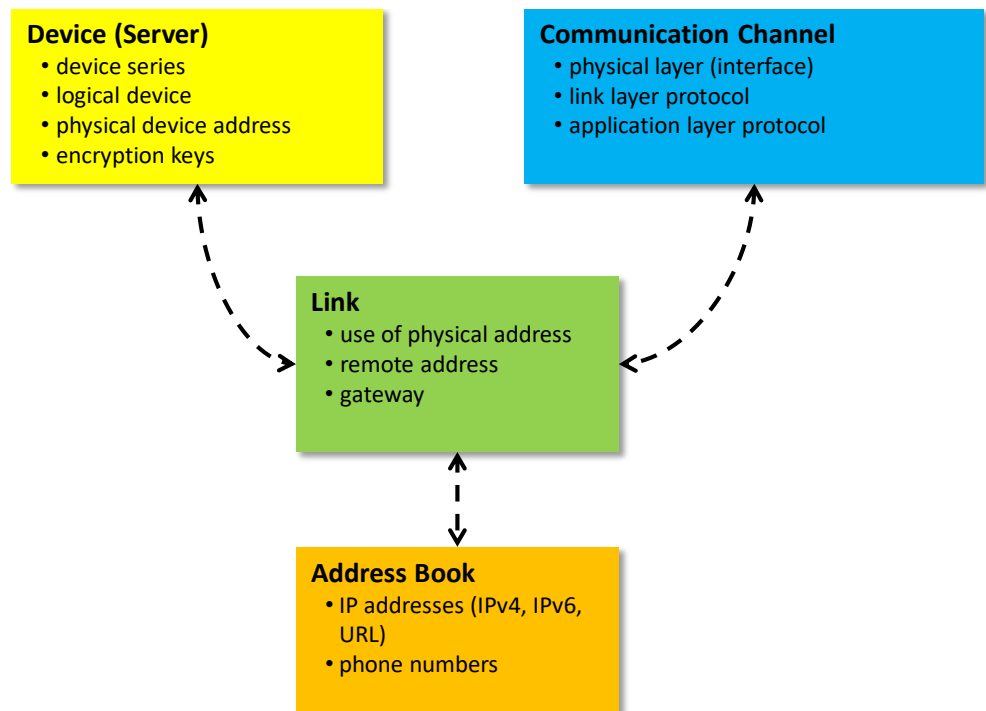 Device (Server)
• device series
• logical device
• physical device address
• encryption keys
Communication Channel
• physical layer (interface)
• link layer protocol
• application layer protocol
Link
• use of physical address
• remote address
• gateway
Address Book
• IP addresses (IPv4, IPv6,
URL)
• phone numbers